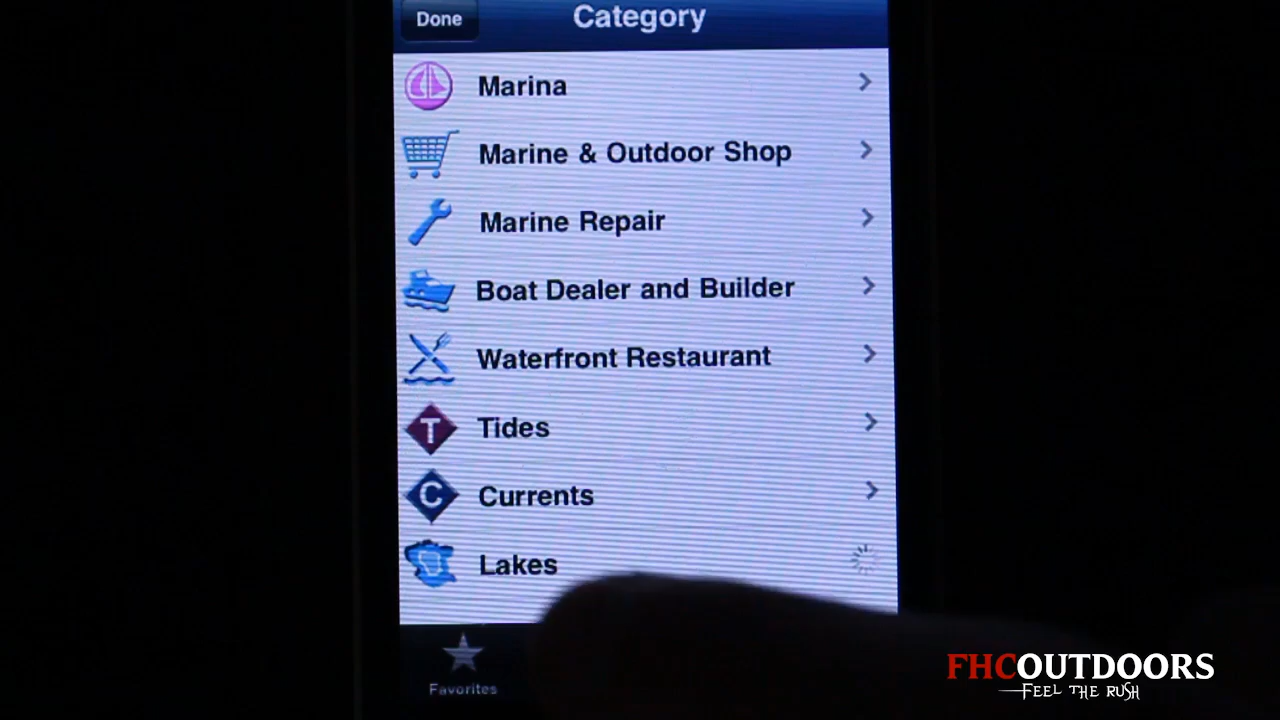 Done
Category
Marina
Marine & Outdoor Shop
Marine Repair
Boat Dealer and Builder
Waterfront Restaurant
T
Tides
C
Currents
Lakes
Favorites
FHCOUTDOORS
FEEL THE RUSH